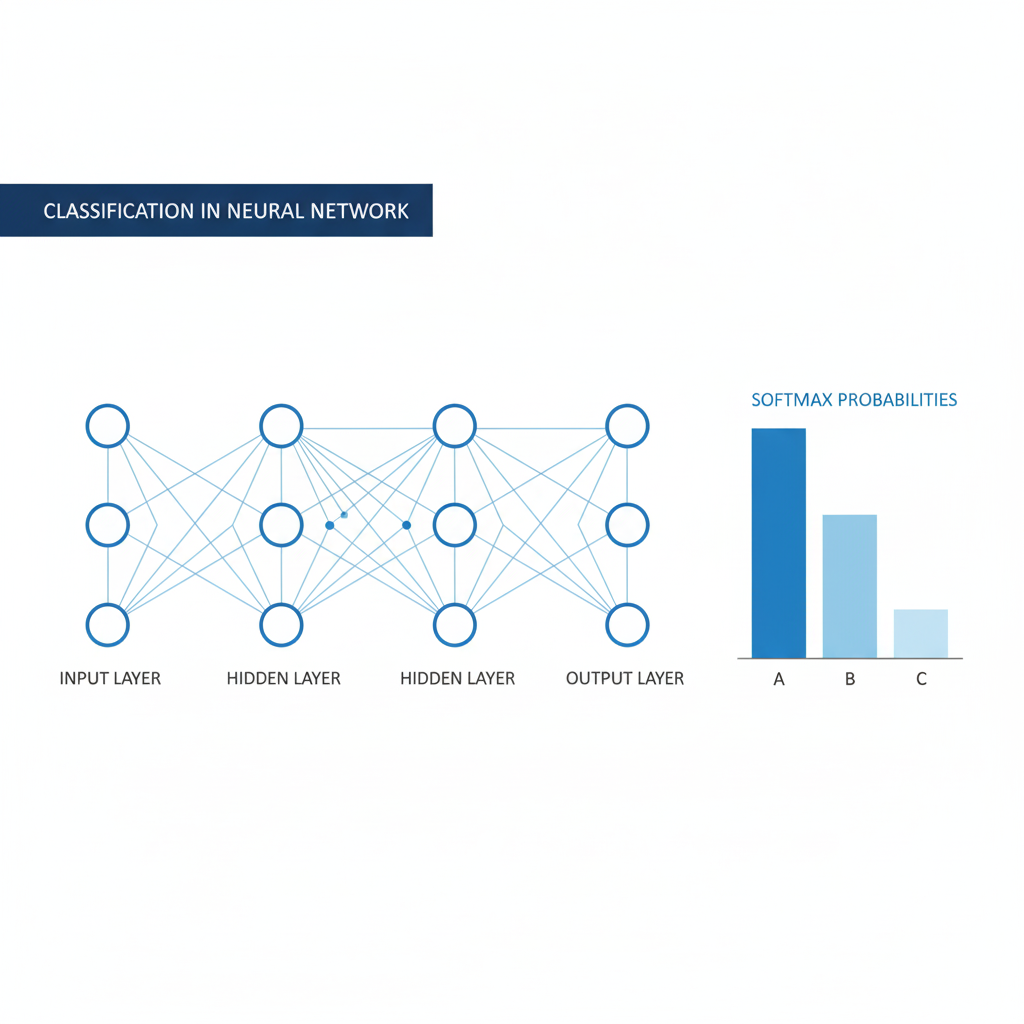 CLASSIFICATION IN NEURAL NETWORK
SOFTMAX PROBABILITIES
INPUT LAYER
HIDDEN LAYER
HIDDEN LAYER
OUTPUT LAYER
A
B
C